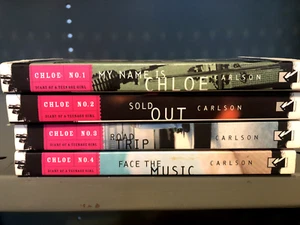 CHLOE NO.1
DIARY OF A TEENAGE GIRL
MY NAME IS
CHLOE CARLSON
CHLOE NO.2
DIARY OF A TEENAGE GIRL
SOLD
OUT CARLSON
CHLOE NO.3
DIARY OF A TEENAGE GIRL
ROAD
TRIP CARLSON
CHLOE NO.4
DIARY OF A TEENAGE GIRL
FACE THE
MUSIC CARLSON